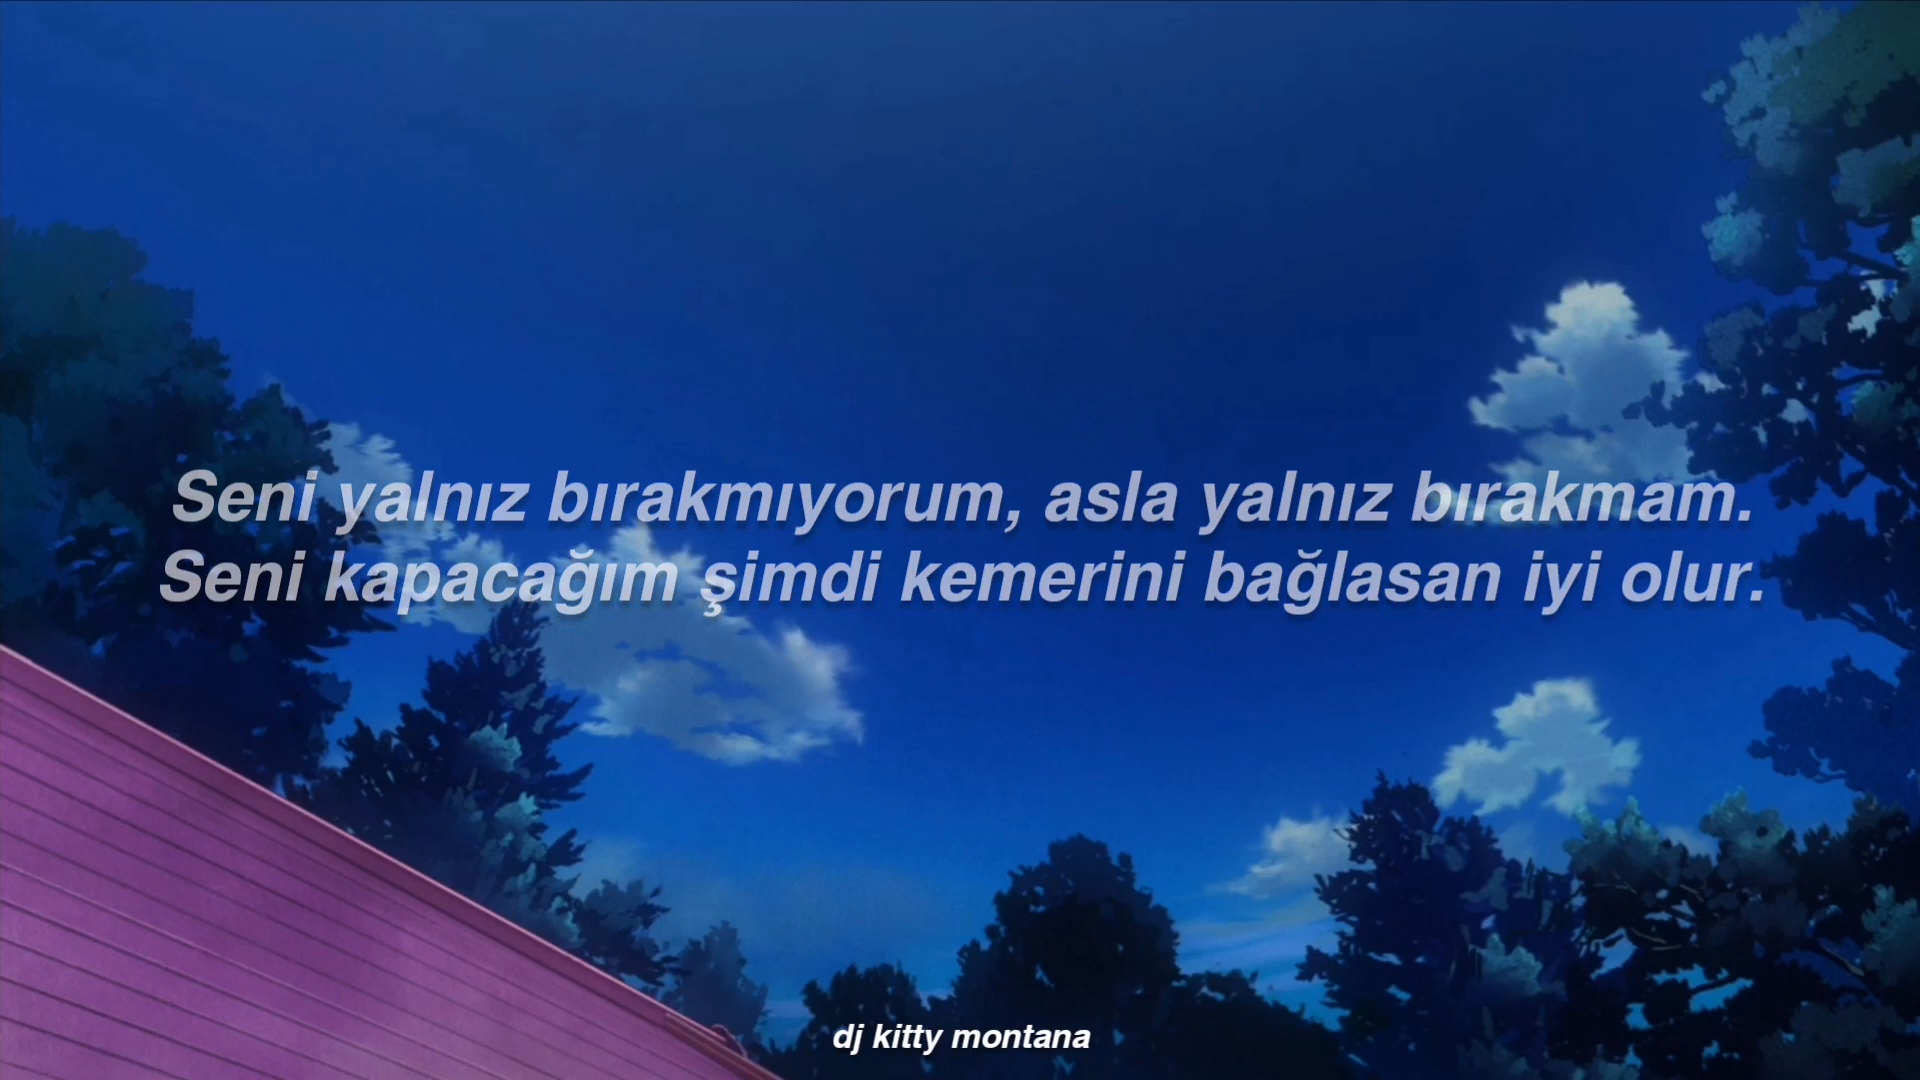 Seni yalnız bırakmıyorum, asla yalnız bırakmam.
Seni kapacağım şimdi kemerini bağlasan iyi olur.
dj kitty montana